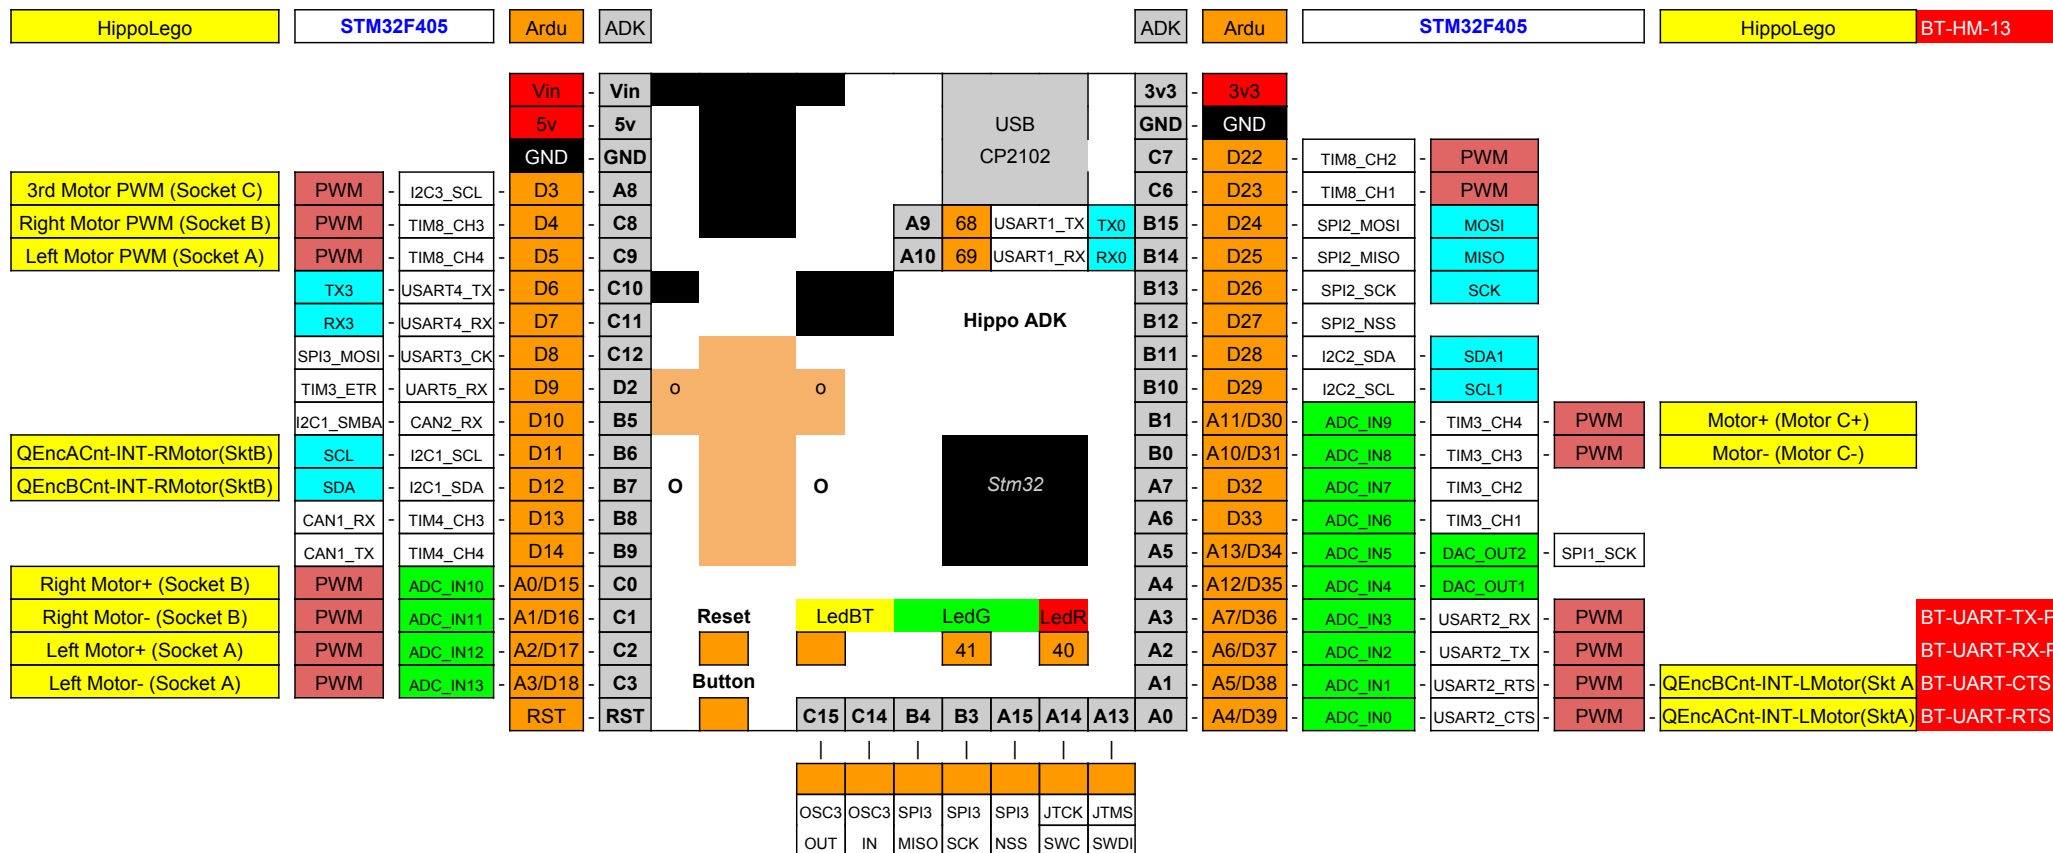 HippoLego STM32F405 Ardu ADK ADK Ardu STM32F405 HippoLego BT-HM-13
Vin - Vin 3v3 - 3v3
5v - 5v USB GND - GND
GND - GND CP2102 C7 - D22 - TIM8_CH2 - PWM
3rd Motor PWM (Socket C) PWM - I2C3_SCL - D3 - A8 C6 - D23 - TIM8_CH1 - PWM
Right Motor PWM (Socket B) PWM - TIM8_CH3 - D4 - C8 A9 68 USART1_TX TX0 B15 - D24 - SPI2_MOSI - MOSI
Left Motor PWM (Socket A) PWM - TIM8_CH4 - D5 - C9 A10 69 USART1_RX RX0 B14 - D25 - SPI2_MISO - MISO
TX3 - USART4_TX - D6 - C10 B13 - D26 - SPI2_SCK - SCK
RX3 - USART4_RX - D7 - C11 Hippo ADK B12 - D27 - SPI2_NSS
SPI3_MOSI - USART3_CK - D8 - C12 B11 - D28 - I2C2_SDA - SDA1
TIM3_ETR - UART5_RX - D9 - D2 o o B10 - D29 - I2C2_SCL - SCL1
I2C1_SMBA - CAN2_RX - D10 - B5 B1 - A11/D30 - ADC_IN9 - TIM3_CH4 - PWM - Motor+ (Motor C+)
QEncACnt-INT-RMotor(SktB) SCL - I2C1_SCL - D11 - B6 B0 - A10/D31 - ADC_IN8 - TIM3_CH3 - PWM - Motor- (Motor C-)
QEncBCnt-INT-RMotor(SktB) SDA - I2C1_SDA - D12 - B7 O O Stm32 A7 - D32 - ADC_IN7 - TIM3_CH2
CAN1_RX - TIM4_CH3 - D13 - B8 A6 - D33 - ADC_IN6 - TIM3_CH1
CAN1_TX - TIM4_CH4 - D14 - B9 A5 - A13/D34 - ADC_IN5 - DAC_OUT2 - SPI1_SCK
Right Motor+ (Socket B) PWM - ADC_IN10 - A0/D15 - C0 A4 - A12/D35 - ADC_IN4 - DAC_OUT1
Right Motor- (Socket B) PWM - ADC_IN11 - A1/D16 - C1 Reset LedBT LedG LedR A3 - A7/D36 - ADC_IN3 - USART2_RX - PWM BT-UART-TX-P
Left Motor+ (Socket A) PWM - ADC_IN12 - A2/D17 - C2 41 40 A2 - A6/D37 - ADC_IN2 - USART2_TX - PWM BT-UART-RX-
Left Motor- (Socket A) PWM - ADC_IN13 - A3/D18 - C3 Button A1 - A5/D38 - ADC_IN1 - USART2_RTS - PWM - QEncBCnt-INT-LMotor(Skt A BT-UART-CTS
RST - RST C15 C14 B4 B3 A15 A14 A13 A0 - A4/D39 - ADC_IN0 - USART2_CTS - PWM - QEncACnt-INT-LMotor(SktA) BT-UART-RTS
| | | | | | |
OSC3 OSC3 SPI3 SPI3 SPI3 JTCK JTMS
OUT IN MISO SCK NSS SWC SWDI